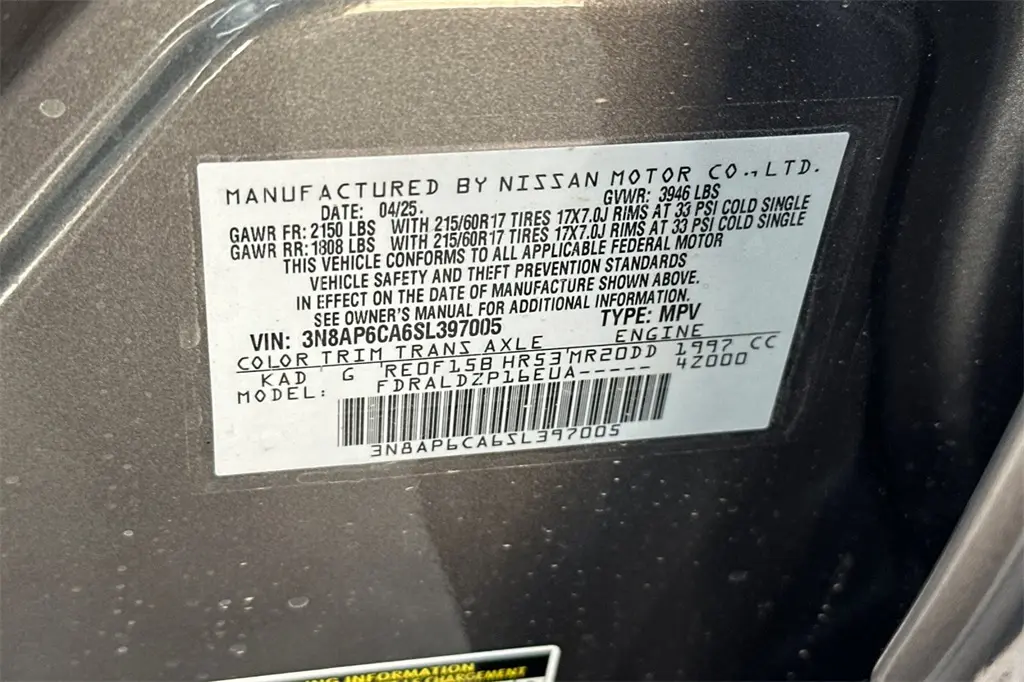 MANUFACTURED BY NISSAN MOTOR CO., LTD.
DATE: 04/25. GVWR: 3946 LBS
GAWR FR: 2150 LBS WITH 215/60R17 TIRES 17X7.0J RIMS AT 33 PSI COLD SINGLE
GAWR RR: 1808 LBS WITH 215/60R17 TIRES 17X7.0J RIMS AT 33 PSI COLD SINGLE
THIS VEHICLE CONFORMS TO ALL APPLICABLE FEDERAL MOTOR
VEHICLE SAFETY AND THEFT PREVENTION STANDARDS
IN EFFECT ON THE DATE OF MANUFACTURE SHOWN ABOVE.
SEE OWNER'S MANUAL FOR ADDITIONAL INFORMATION.
VIN: 3N8AP6CA6SL397005 TYPE: MPV
COLOR TRIM TRANS AXLE ENGINE
KAD G RE0F15B HR53 MR20DD 1997 CC
MODEL: FDRALDZP16EUA----- 4Z000
3N8AP6CA6SL397005
INFORMATION
CHARGEMENT